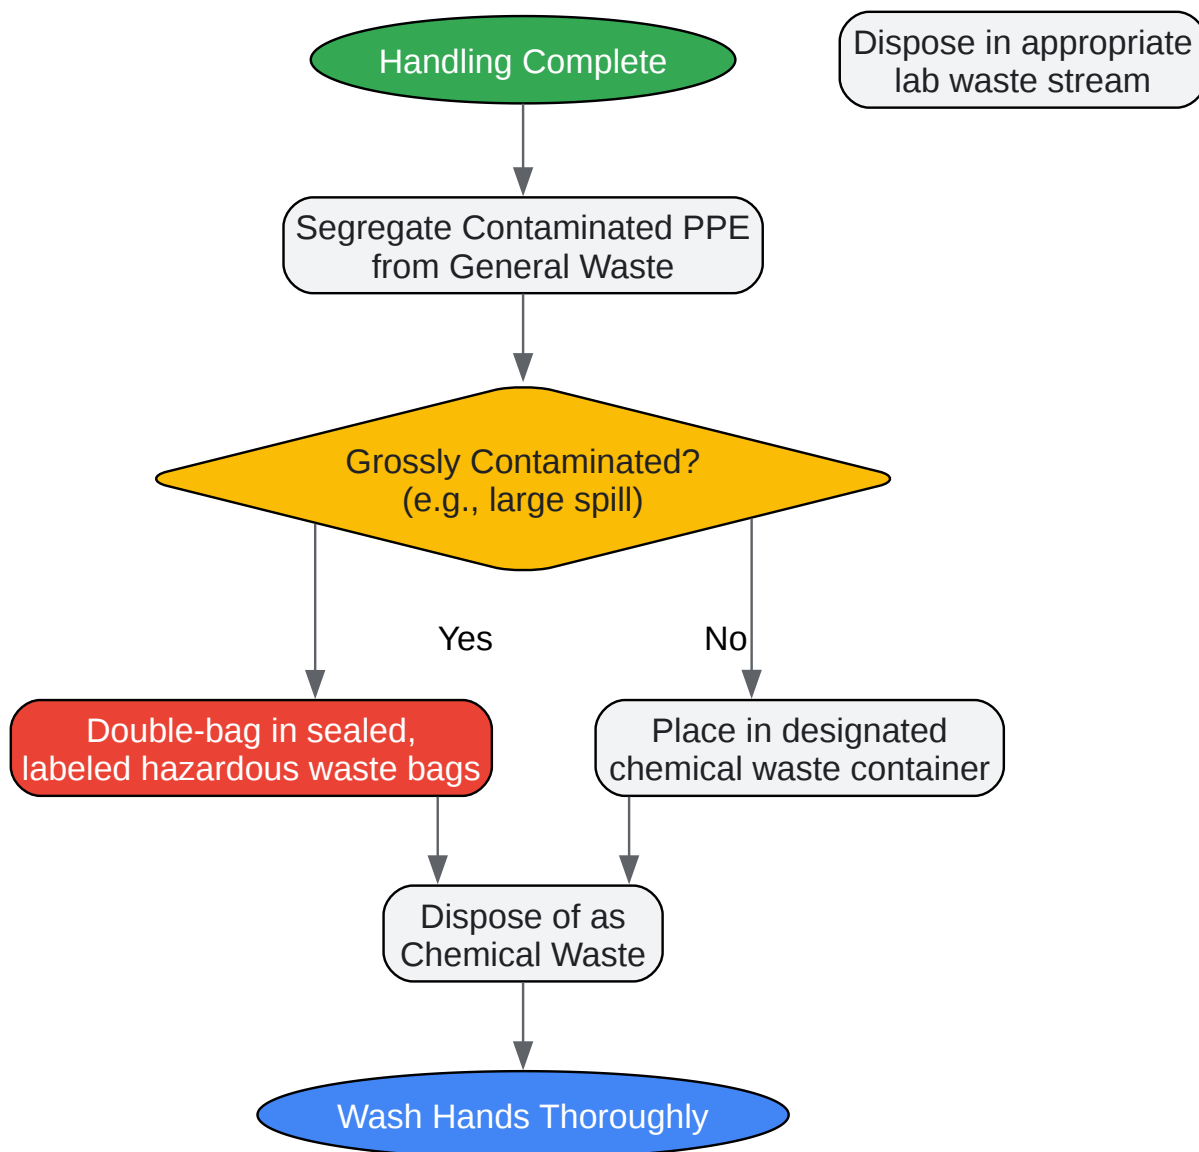 Handling Complete
Dispose in appropriate
lab waste stream
Segregate Contaminated PPE
from General Waste
Grossly Contaminated?
(e.g., large spill)
Yes
No
Double-bag in sealed,
labeled hazardous waste bags
Place in designated
chemical waste container
Dispose of as
Chemical Waste
Wash Hands Thoroughly